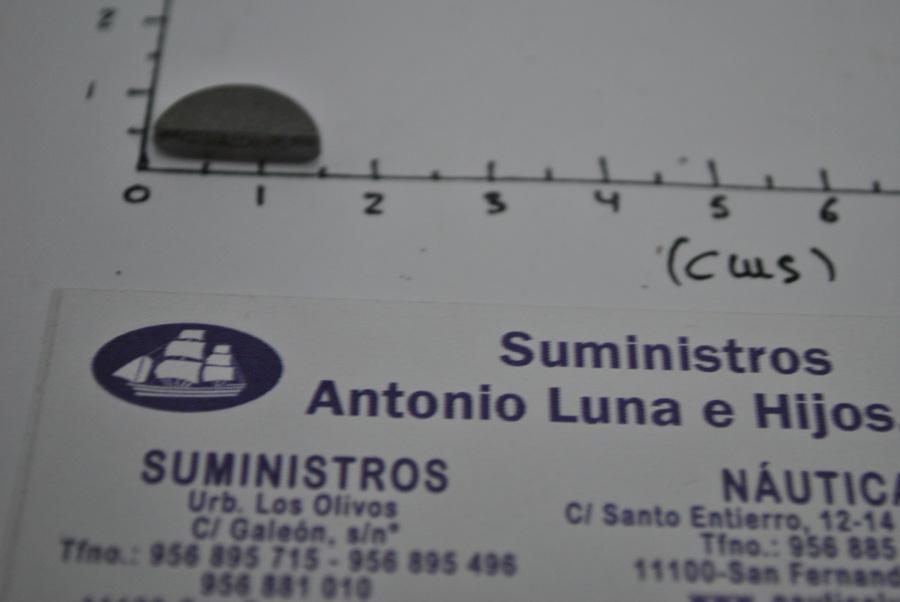 2
1
0 1 2 3 4 5 6
(cms)
Suministros
Antonio Luna e Hijos.
SUMINISTROS
Urb. Los Olivos
C/ Galeón, s/nº
Tfno.: 956 895 715 - 956 895 496
956 881 010
NÁUTICA
C/ Santo Entierro, 12-14
Tfno.: 956 885
11100-San Fernand